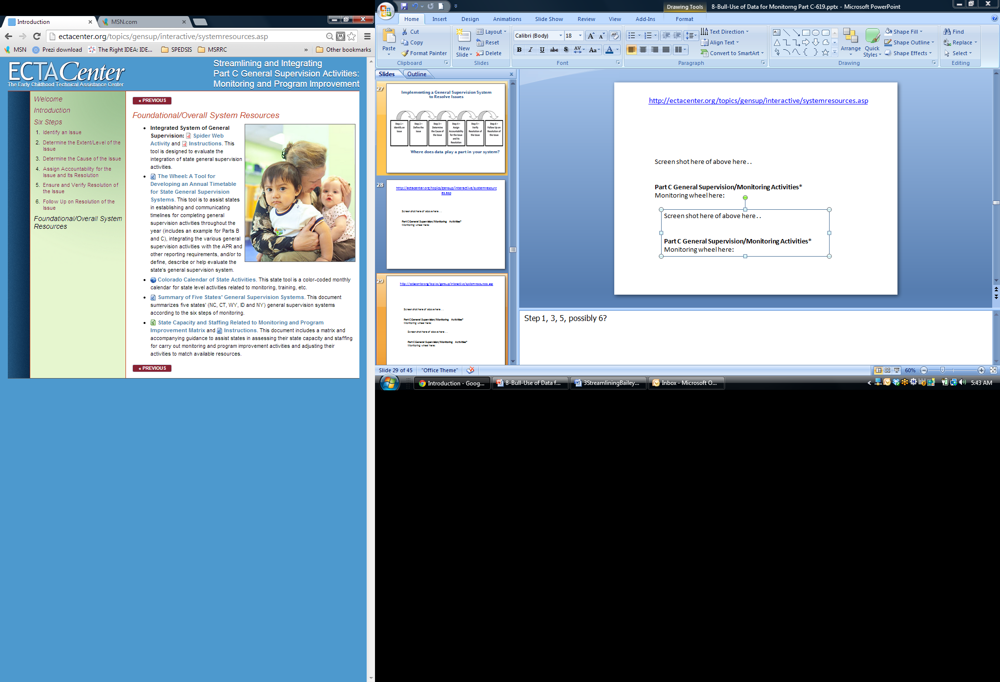 Introduction
MSN.com
ectacenter.org/topics/gensup/interactive/systemresources.asp
MSN
Prezi download
The Right IDEA: IDE...
SPEDSIS
MSRRC
»
Other bookmarks
ECTACenter
The Early Childhood Technical Assistance Center
Streamlining and Integrating
Part C General Supervision Activities:
Monitoring and Program Improvement
Welcome
Introduction
Six Steps
1. Identify an Issue
2. Determine the Extent/Level of the
Issue
3. Determine the Cause of the Issue
4. Assign Accountability for the
Issue and Its Resolution
5. Ensure and Verify Resolution of
the Issue
6. Follow Up on Resolution of the
Issue
Foundational/Overall System
Resources
« PREVIOUS
Foundational/Overall System Resources
• Integrated System of General
Supervision: Spider Web
Activity and Instructions. This
tool is designed to evaluate the
integration of state general supervision
activities.
• The Wheel: A Tool for
Developing an Annual Timetable
for State General Supervision
Systems. This tool is to assist states
in establishing and communicating
timelines for completing general
supervision activities throughout the
year (includes an example for Parts B
and C), integrating the various general
supervision activities with the APR and
other reporting requirements, and/or to
define, describe or help evaluate the
state's general supervision system.
• Colorado Calendar of State Activities. This state tool is a color-coded monthly
calendar for state level activities related to monitoring, training, etc.
• Summary of Five States' General Supervision Systems. This document
summarizes five states' (NC, CT, WY, ID and NY) general supervision systems
according to the six steps of monitoring.
• State Capacity and Staffing Related to Monitoring and Program
Improvement Matrix and Instructions. This document includes a matrix and
accompanying guidance to assist states in assessing their state capacity and staffing
for carry out monitoring and program improvement activities and adjusting their
activities to match available resources.
« PREVIOUS
Drawing Tools
8-Bull-Use of Data for Monitorng Part C-619.pptx - Microsoft PowerPoint
Home Insert Design Animations Slide Show Review View Add-Ins Format
Paste
Cut
Copy
Format Painter
Clipboard
New
Slide
Layout
Reset
Delete
Slides
Calibri (Body)
18
B I U abc S AV Aa A
Font
Text Direction
Align Text
Convert to SmartArt
Paragraph
Arrange
Quick
Styles
Shape Fill
Shape Outline
Shape Effects
Drawing
Find
Replace
Select
Editing
Slides
Outline
x
27
Implementing a General Supervision System
to Resolve Issues
Step 1 –
Identify an
Issue
Step 2 –
Define the
Issue
Step 3 –
Determine
the Cause of
the Issue
Step 4 –
Assign
Accountability
for the Issue
and its
Resolution
Step 5 –
Verify
Resolution of
the Issue
Step 6 –
Follow Up on
Resolution of
the Issue
Where does data play a part in your system?
28
http://ectacenter.org/topics/gensup/interactive/systemresourc
es.asp
Screen shot here of above here . .
Part C General Supervision/Monitoring Activities*
Monitoring wheel here:
29
http://ectacenter.org/topics/gensup/interactive/systemresources.asp
Screen shot here of above here . .
Part C General Supervision/Monitoring Activities*
Monitoring wheel here:
Screen shot here of above here . .
Part C General Supervision/Monitoring Activities*
Monitoring wheel here:
http://ectacenter.org/topics/gensup/interactive/systemresources.asp
Screen shot here of above here . .
Part C General Supervision/Monitoring Activities*
Monitoring wheel here:
Screen shot here of above here . .
Part C General Supervision/Monitoring Activities*
Monitoring wheel here:
Step 1, 3, 5, possibly 6?
Slide 29 of 45
"Office Theme"
60%
Introduction - Goog...
8-Bull-Use of Data f...
3StreamliningBailey...
Inbox - Microsoft O...
5:43 AM